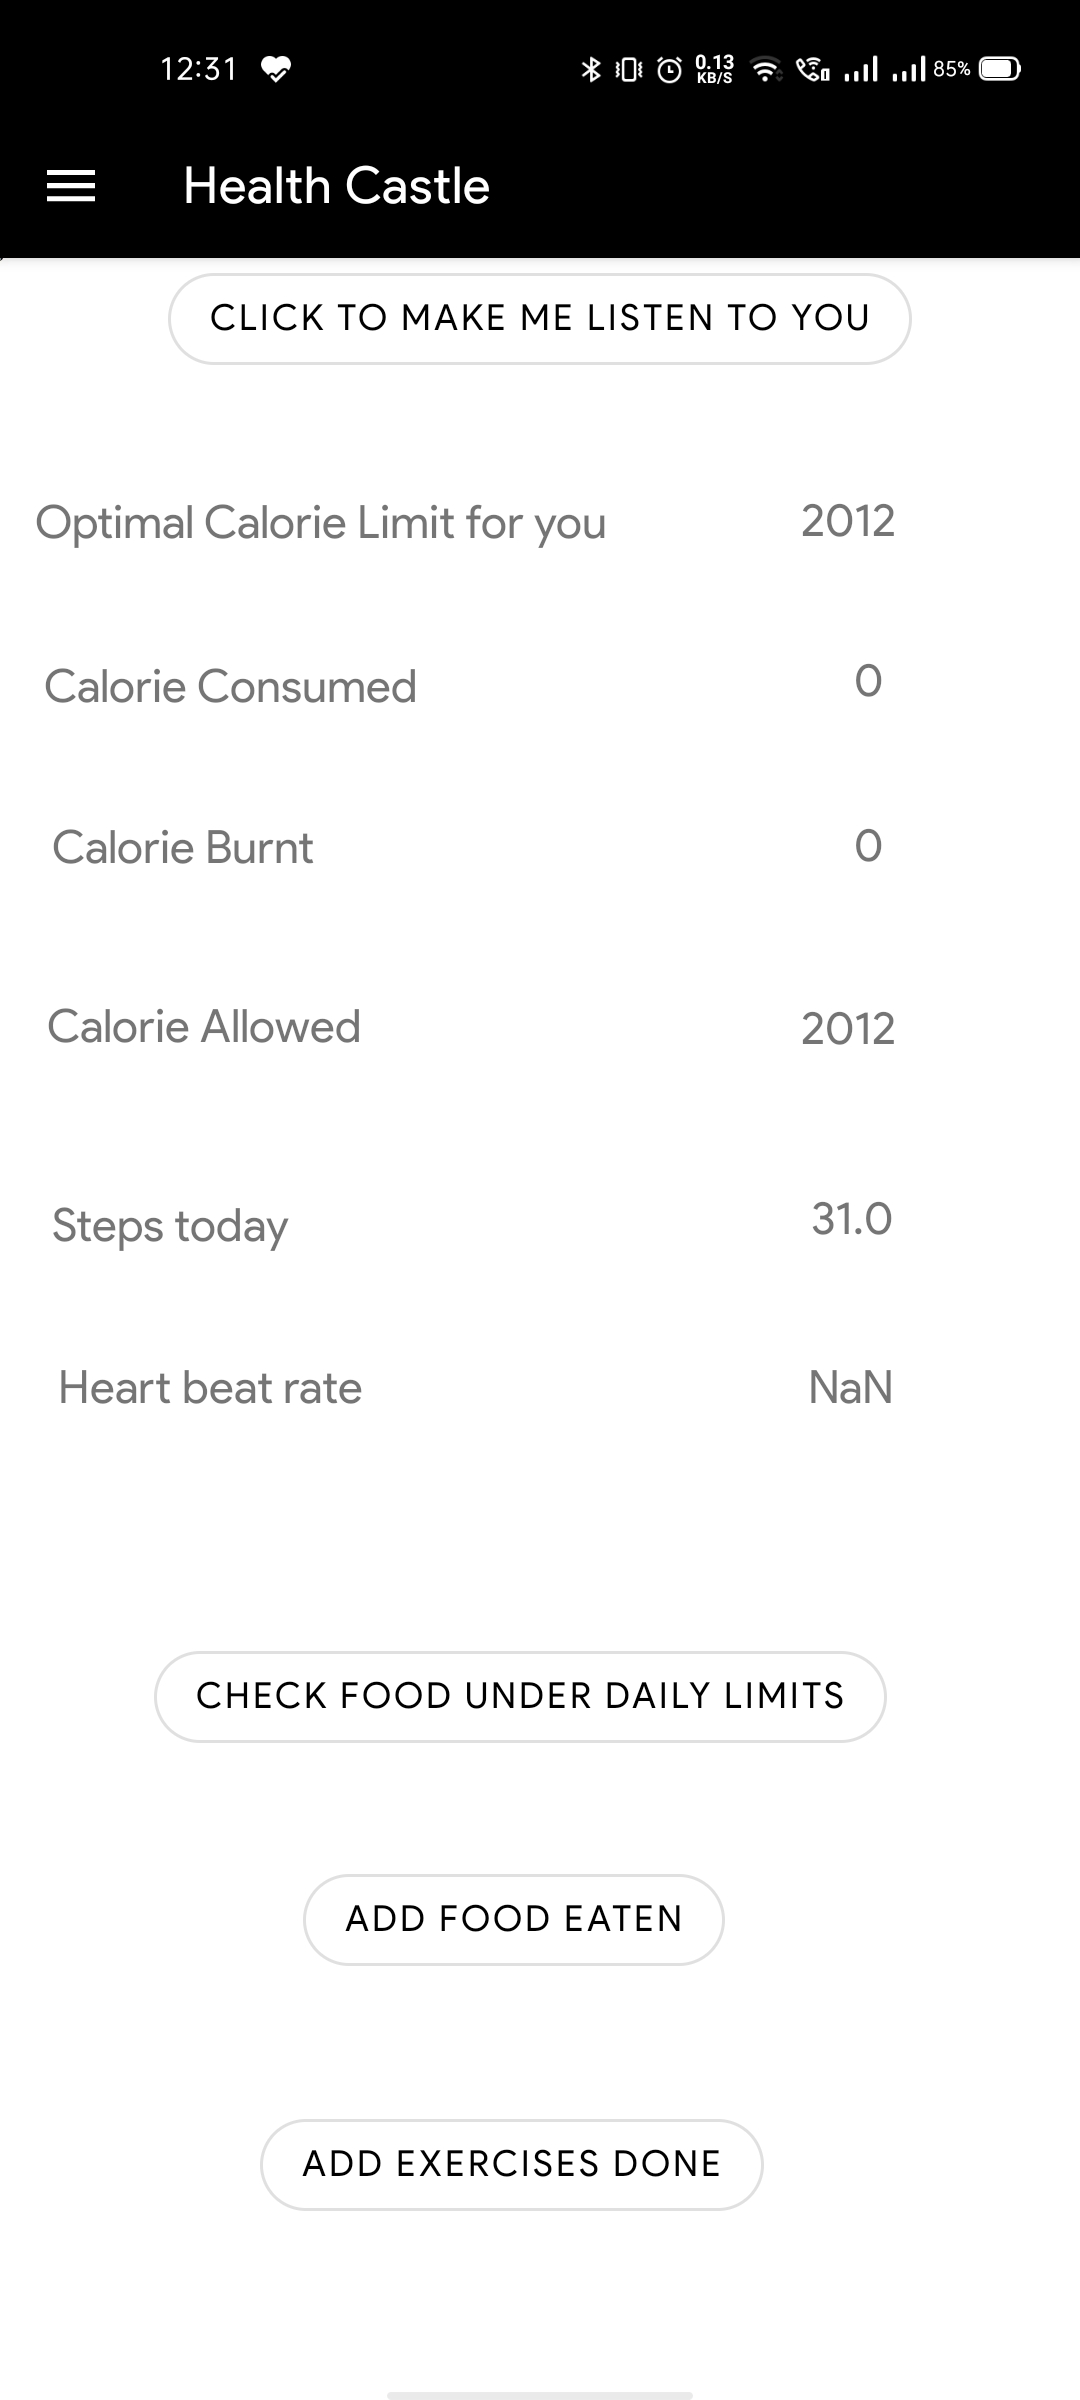 12:31 0.13 KB/S 85%
Health Castle
CLICK TO MAKE ME LISTEN TO YOU
Optimal Calorie Limit for you 2012
Calorie Consumed 0
Calorie Burnt 0
Calorie Allowed 2012
Steps today 31.0
Heart beat rate NaN
CHECK FOOD UNDER DAILY LIMITS
ADD FOOD EATEN
ADD EXERCISES DONE